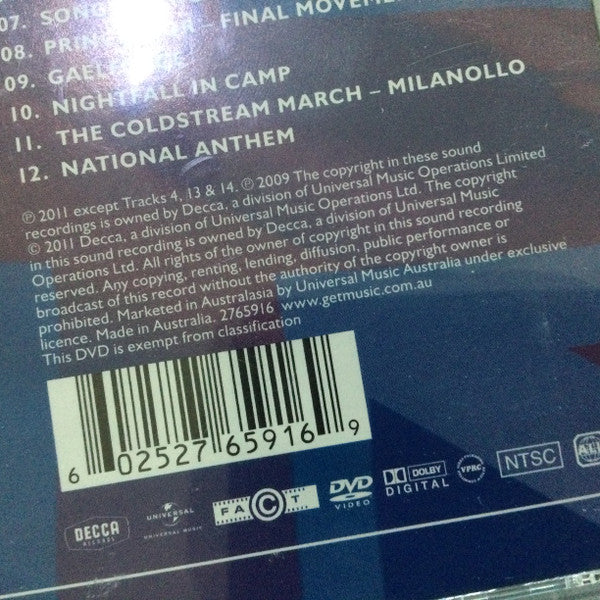 07. SONG – FINAL MOVEMENT
08. PRIN
09. GAEL
10. NIGHTFALL IN CAMP
11. THE COLDSTREAM MARCH – MILANOLLO
12. NATIONAL ANTHEM
℗ 2011 except Tracks 4, 13 & 14. ℗ 2009 The copyright in these sound
recordings is owned by Decca, a division of Universal Music Operations Limited
© 2011 Decca, a division of Universal Music Operations Ltd. The copyright
in this sound recording is owned by Decca, a division of Universal Music
Operations Ltd. All rights of the owner of copyright in this sound recording
reserved. Any copying, renting, lending, diffusion, public performance or
broadcast of this record without the authority of the copyright owner is
prohibited. Marketed in Australasia by Universal Music Australia under exclusive
licence. Made in Australia. 2765916 www.getmusic.com.au
This DVD is exempt from classification
6 02527 65916 9
DECCA
RECORDS
UNIVERSAL
UNIVERSAL MUSIC
FACT
DVD
VIDEO
DOLBY
DIGITAL
VPRC
NTSC
ALL